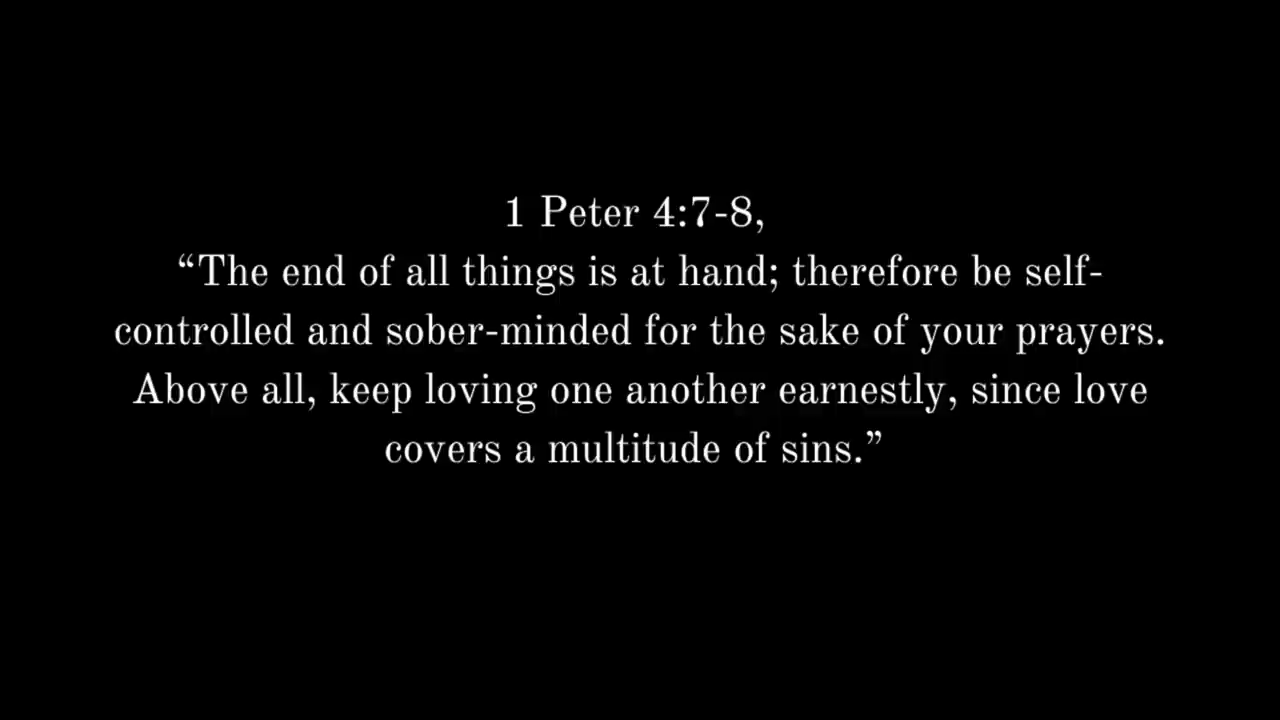 1 Peter 4:7-8,
“The end of all things is at hand; therefore be self-
controlled and sober-minded for the sake of your prayers.
Above all, keep loving one another earnestly, since love
covers a multitude of sins.”